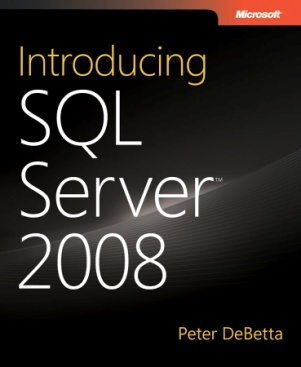 Microsoft®
Introducing
SQL
Server™
2008
Peter DeBetta